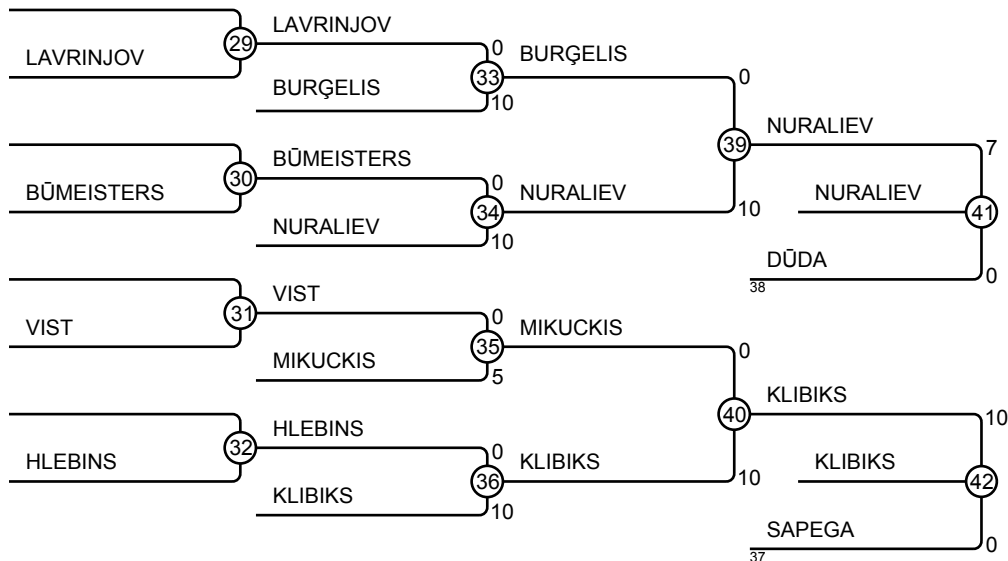 LAVRINJOV
29
LAVRINJOV
0
BURĢELIS
33
10
BURĢELIS
0
BŪMEISTERS
30
BŪMEISTERS
0
NURALIEV
34
10
NURALIEV
39
10
NURALIEV
7
NURALIEV
41
DŪDA
38
0
VIST
31
VIST
0
MIKUCKIS
35
5
MIKUCKIS
0
HLEBINS
32
HLEBINS
0
KLIBIKS
36
10
KLIBIKS
40
10
KLIBIKS
10
KLIBIKS
42
SAPEGA
37
0